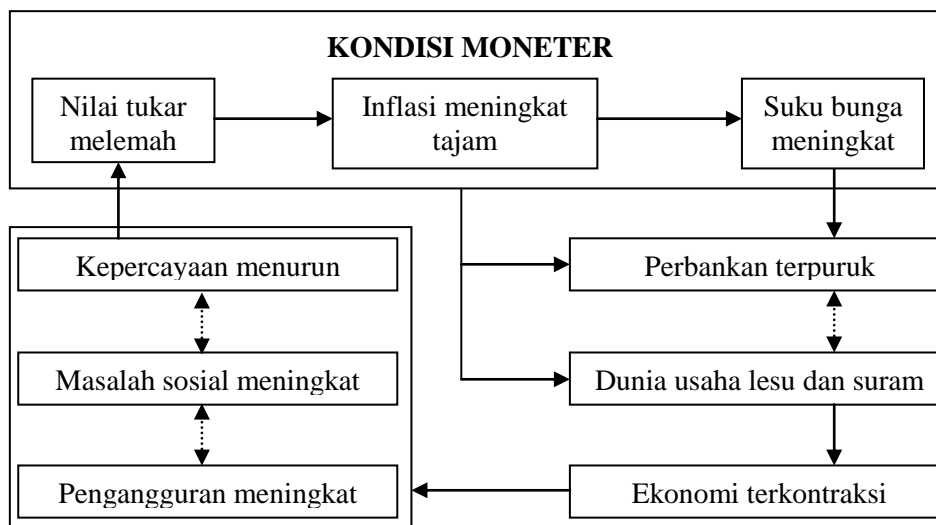 KONDISI MONETER
Nilai tukar
melemah
Inflasi meningkat
tajam
Suku bunga
meningkat
Kepercayaan menurun
Perbankan terpuruk
Masalah sosial meningkat
Dunia usaha lesu dan suram
Pengangguran meningkat
Ekonomi terkontraksi